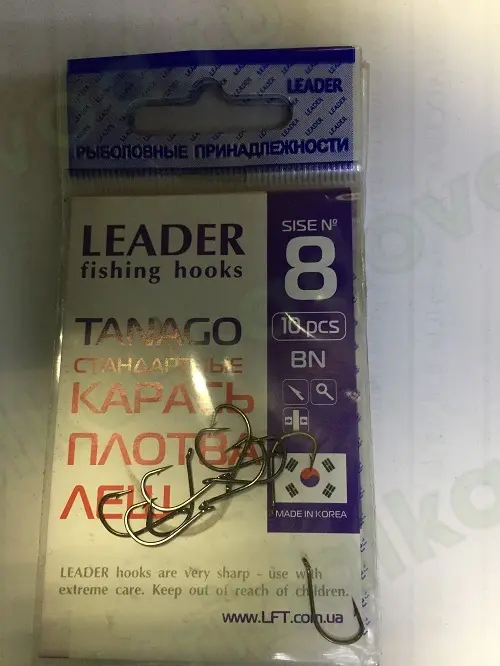 LEADER
РЫБОЛОВНЫЕ ПРИНАДЛЕЖНОСТИ
LEADER
fishing hooks
TANAGO
СТАНДАРТНЫЕ
КАРАСЬ
ПЛОТВА
ЛЕЩ
SISE №
8
10 pcs
BN
MADE IN KOREA
LEADER hooks are very sharp - use with
extreme care. Keep out of reach of children.
www.LFT.com.ua